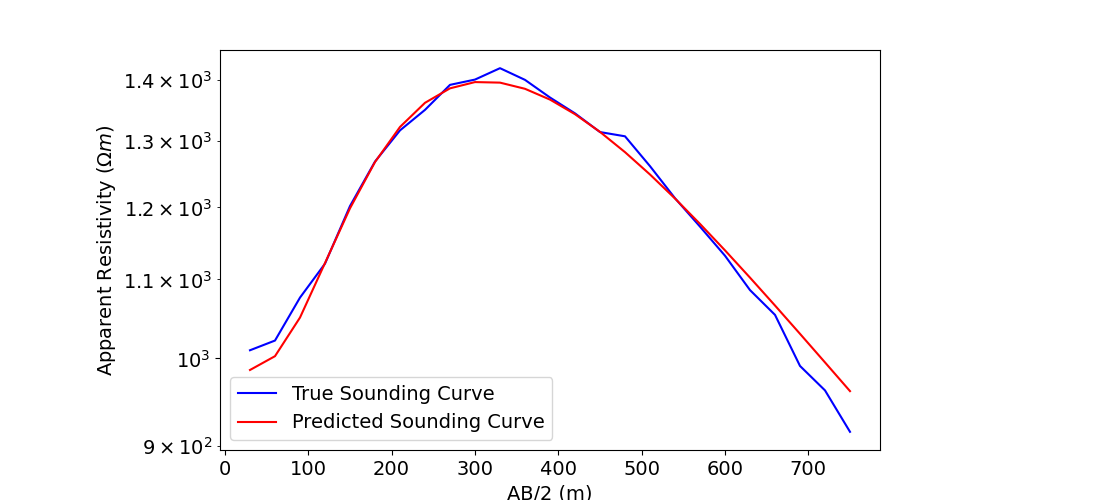 Apparent Resistivity (Ωm)
1.4 × 10³
1.3 × 10³
1.2 × 10³
1.1 × 10³
10³
9 × 10²
True Sounding Curve
Predicted Sounding Curve
0 100 200 300 400 500 600 700
AB/2 (m)